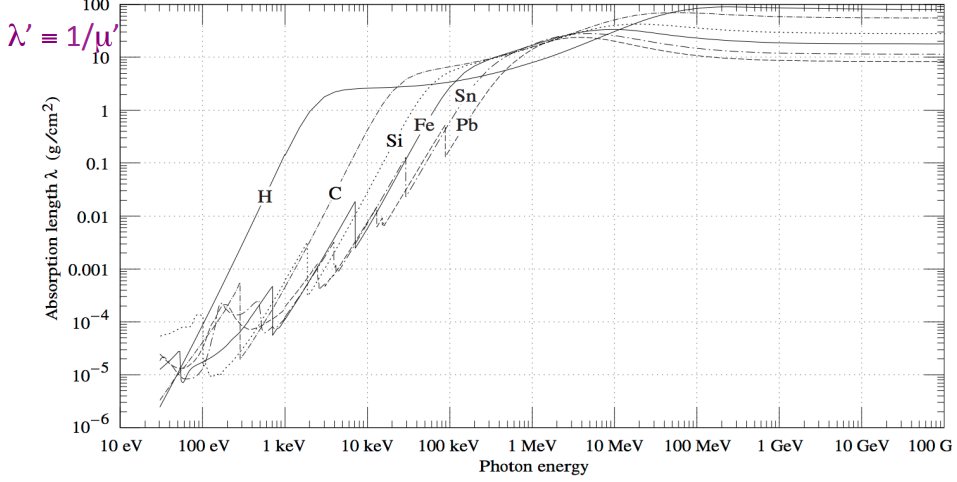 λ' ≡ 1/μ'
100
10
1
0.1
0.01
0.001
10⁻⁴
10⁻⁵
10⁻⁶
Absorption length λ (g/cm²)
H
C
Si
Fe
Sn
Pb
10 eV
100 eV
1 keV
10 keV
100 keV
1 MeV
10 MeV
100 MeV
1 GeV
10 GeV
100 G
Photon energy